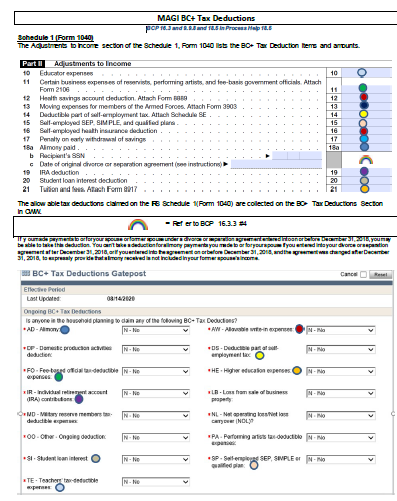 MAGI BC+ Tax Deductions
BCP 16.3 and 9.9.8 and 18.5 in Process Help 18.5
Schedule 1 (Form 1040)
The Adjustments to Income section of the Schedule 1, Form 1040 lists the BC+ Tax Deduction items and amounts.
Part II Adjustments to Income
10 Educator expenses 10
11 Certain business expenses of reservists, performing artists, and fee-basis government officials. Attach
Form 2106 11
12 Health savings account deduction. Attach Form 8889 12
13 Moving expenses for members of the Armed Forces. Attach Form 3903 13
14 Deductible part of self-employment tax. Attach Schedule SE 14
15 Self-employed SEP, SIMPLE, and qualified plans 15
16 Self-employed health insurance deduction 16
17 Penalty on early withdrawal of savings 17
18a Alimony paid 18a
b Recipient's SSN
c Date of original divorce or separation agreement (see instructions)
19 IRA deduction 19
20 Student loan interest deduction 20
21 Tuition and fees. Attach Form 8917 21
The allowable tax deductions claimed on the IRS Schedule 1 (Form 1040) are collected on the BC+ Tax Deductions Section
in CWW.
= Refer to BCP 16.3.3 #4
If you made payments to or for your spouse or former spouse under a divorce or separation agreement entered into on or before December 31, 2018, you may
be able to take this deduction. You can't take a deduction for alimony payments you made to or for your spouse if you entered into your divorce or separation
agreement after December 31, 2018, or if you entered into the agreement on or before December 31, 2018, and the agreement was changed after December
31, 2018, to expressly provide that alimony received is not included in your former spouse's income.
BC+ Tax Deductions Gatepost Cancel Reset
Effective Period
Last Updated: 08/14/2020
Ongoing BC+ Tax Deductions
Is anyone in the household planning to claim any of the following BC+ Tax Deductions?
* AD - Alimony: N - No * AW - Allowable write-in expenses: N - No
* DP - Domestic production activities deduction: N - No * DS - Deductible part of self-employment tax: N - No
* FO - Fee-based official tax-deductible expenses: N - No * HE - Higher education expenses: N - No
* IR - Individual retirement account (IRA) contributions: N - No * LB - Loss from sale of business property: N - No
* MD - Military reserve members tax-deductible expenses: N - No * NL - Net operating loss/Net loss carryover (NOL)? N - No
* OO - Other - Ongoing deduction: N - No * PA - Performing artists tax-deductible expenses: N - No
* SI - Student loan interest: N - No * SP - Self-employed SEP, SIMPLE or qualified plan: N - No
* TE - Teachers' tax-deductible expenses: N - No